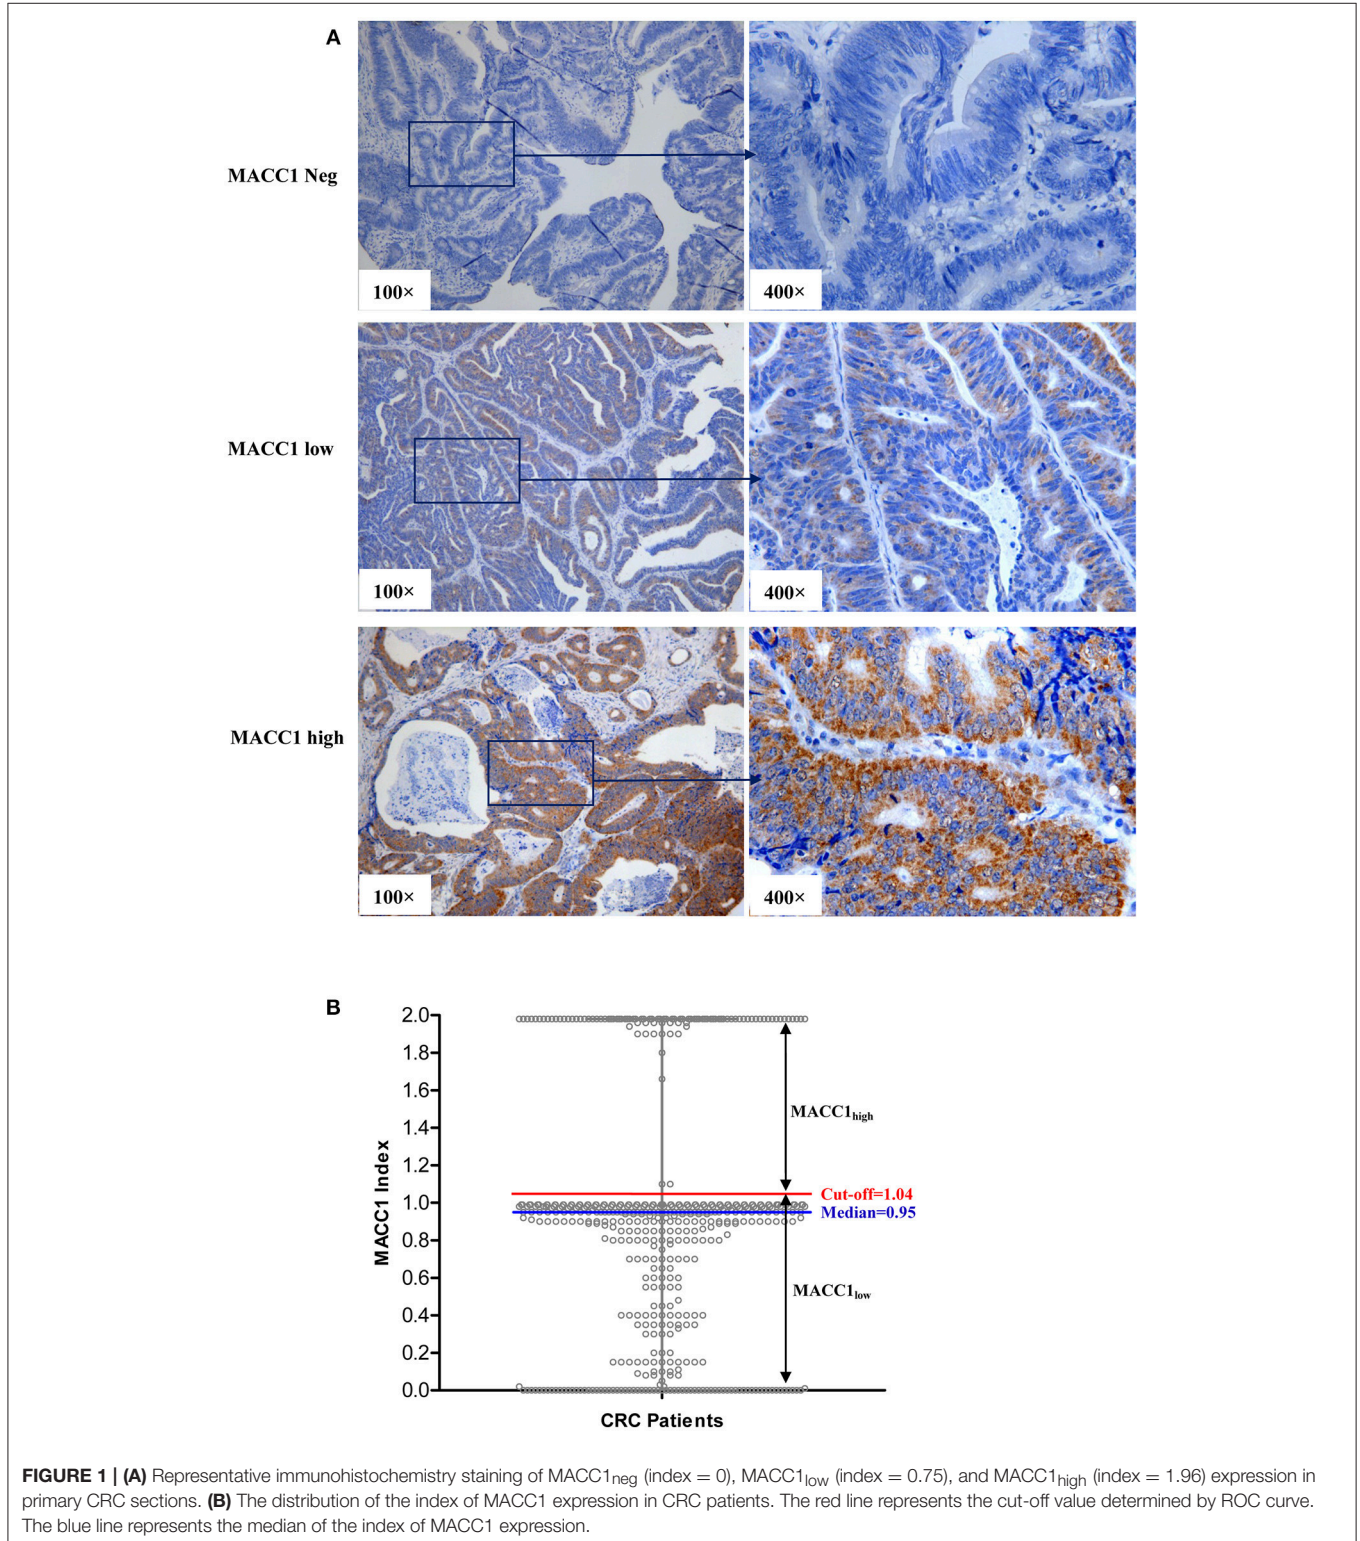 A
MACC1 Neg
100×
400×
MACC1 low
100×
400×
MACC1 high
100×
400×
B
2.0
1.8
1.6
1.4
1.2
1.0
0.8
0.6
0.4
0.2
0.0
MACC1 Index
MACC1high
Cut-off=1.04
Median=0.95
MACC1low
CRC Patients
FIGURE 1 | (A) Representative immunohistochemistry staining of MACC1neg (index = 0), MACC1low (index = 0.75), and MACC1high (index = 1.96) expression in
primary CRC sections. (B) The distribution of the index of MACC1 expression in CRC patients. The red line represents the cut-off value determined by ROC curve.
The blue line represents the median of the index of MACC1 expression.